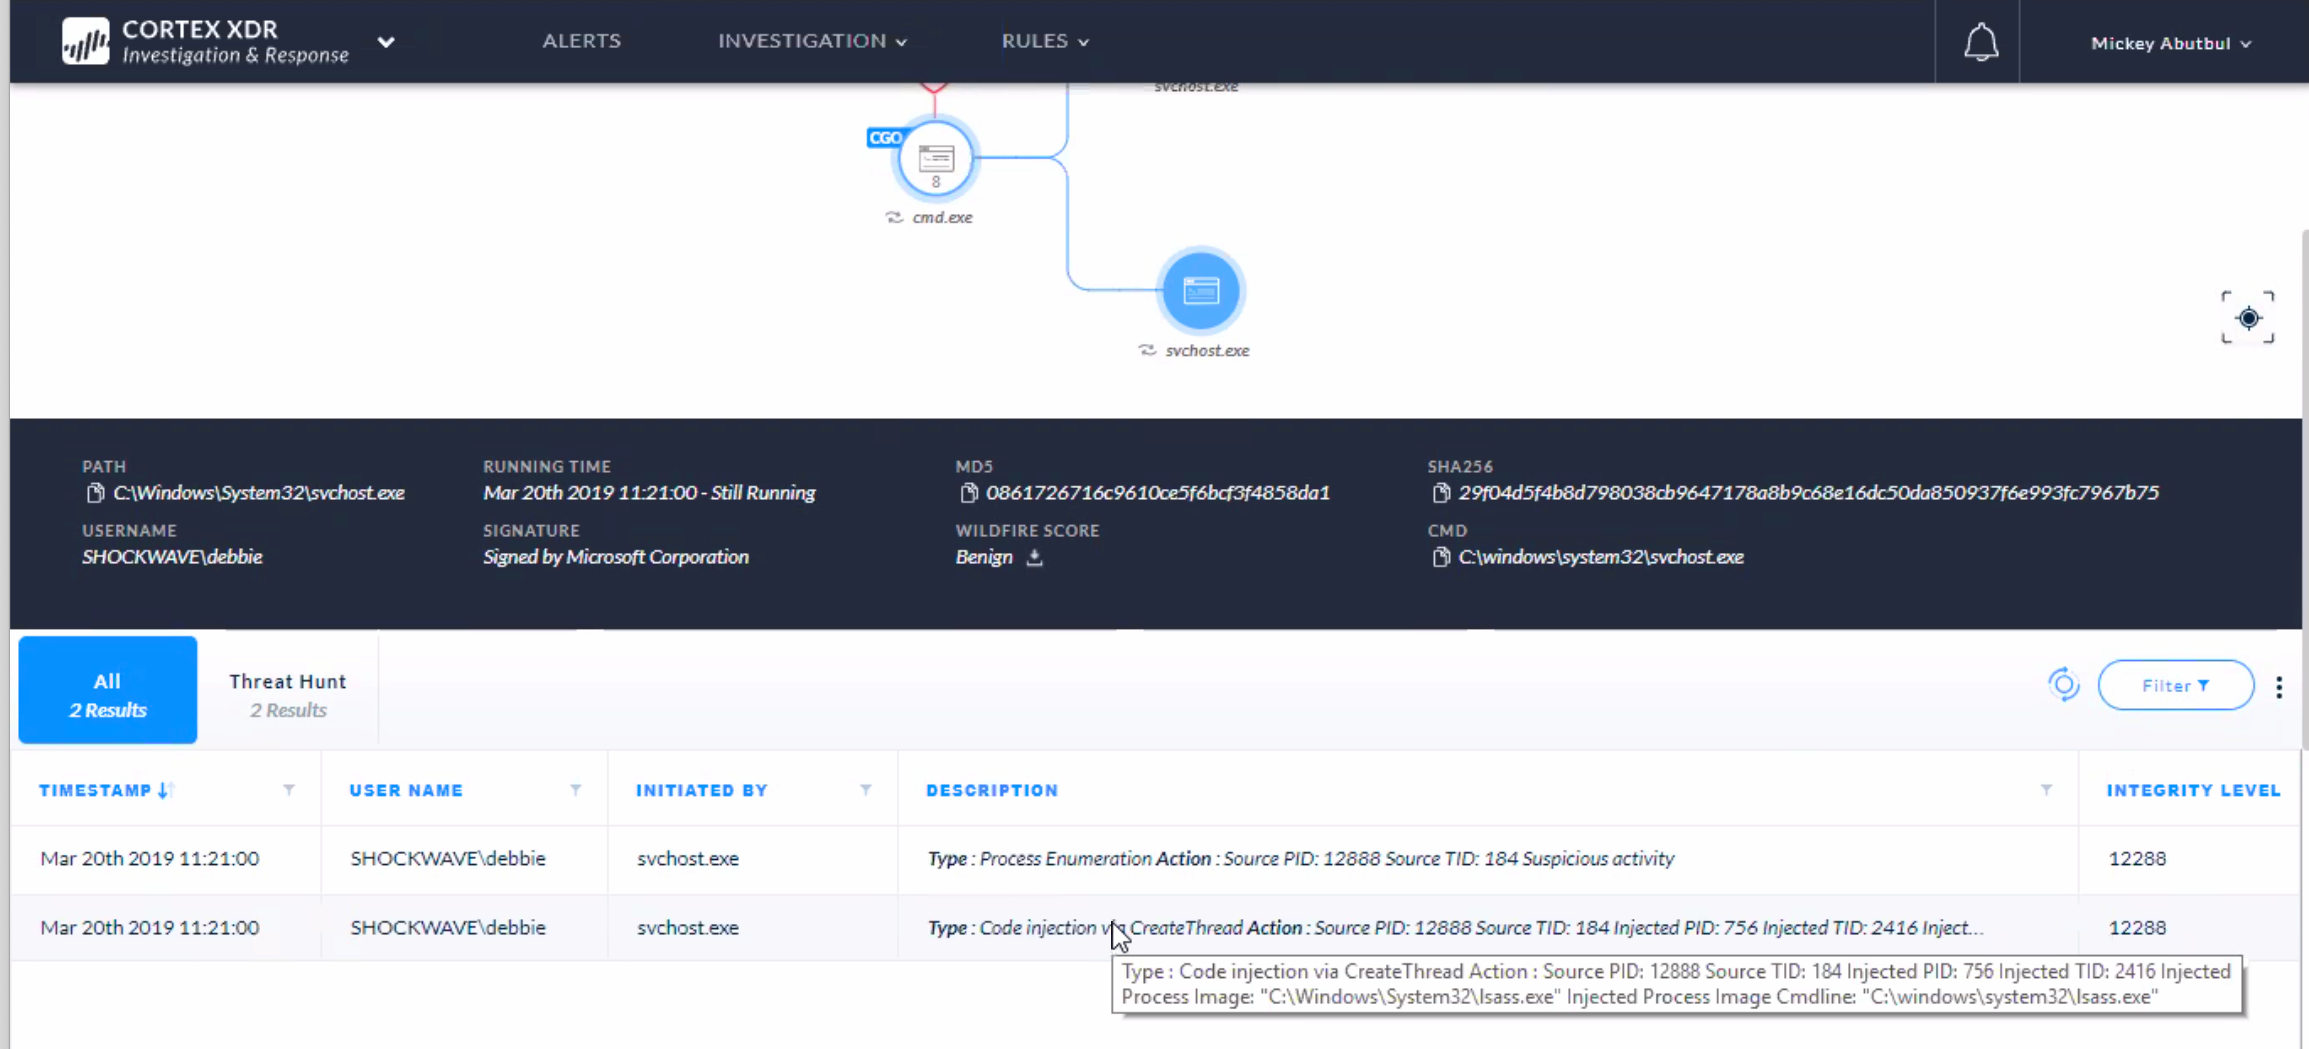 CORTEX XDR
Investigation & Response
ALERTS
INVESTIGATION
RULES
Mickey Abutbul
svchost.exe
CGO
8
cmd.exe
svchost.exe
PATH
C:\Windows\System32\svchost.exe
RUNNING TIME
Mar 20th 2019 11:21:00 - Still Running
MD5
0861726716c9610ce5f6bcf3f4858da1
SHA256
29f04d5f4b8d798038cb9647178a8b9c68e16dc50da850937f6e993fc7967b75
USERNAME
SHOCKWAVE\debbie
SIGNATURE
Signed by Microsoft Corporation
WILDFIRE SCORE
Benign
CMD
C:\windows\system32\svchost.exe
All
2 Results
Threat Hunt
2 Results
Filter
TIMESTAMP
USER NAME
INITIATED BY
DESCRIPTION
INTEGRITY LEVEL
Mar 20th 2019 11:21:00
SHOCKWAVE\debbie
svchost.exe
Type : Process Enumeration Action : Source PID: 12888 Source TID: 184 Suspicious activity
12288
Mar 20th 2019 11:21:00
SHOCKWAVE\debbie
svchost.exe
Type : Code injection via CreateThread Action : Source PID: 12888 Source TID: 184 Injected PID: 756 Injected TID: 2416 Inject...
12288
Type : Code injection via CreateThread Action : Source PID: 12888 Source TID: 184 Injected PID: 756 Injected TID: 2416 Injected
Process Image: "C:\Windows\System32\lsass.exe" Injected Process Image Cmdline: "C:\windows\system32\lsass.exe"